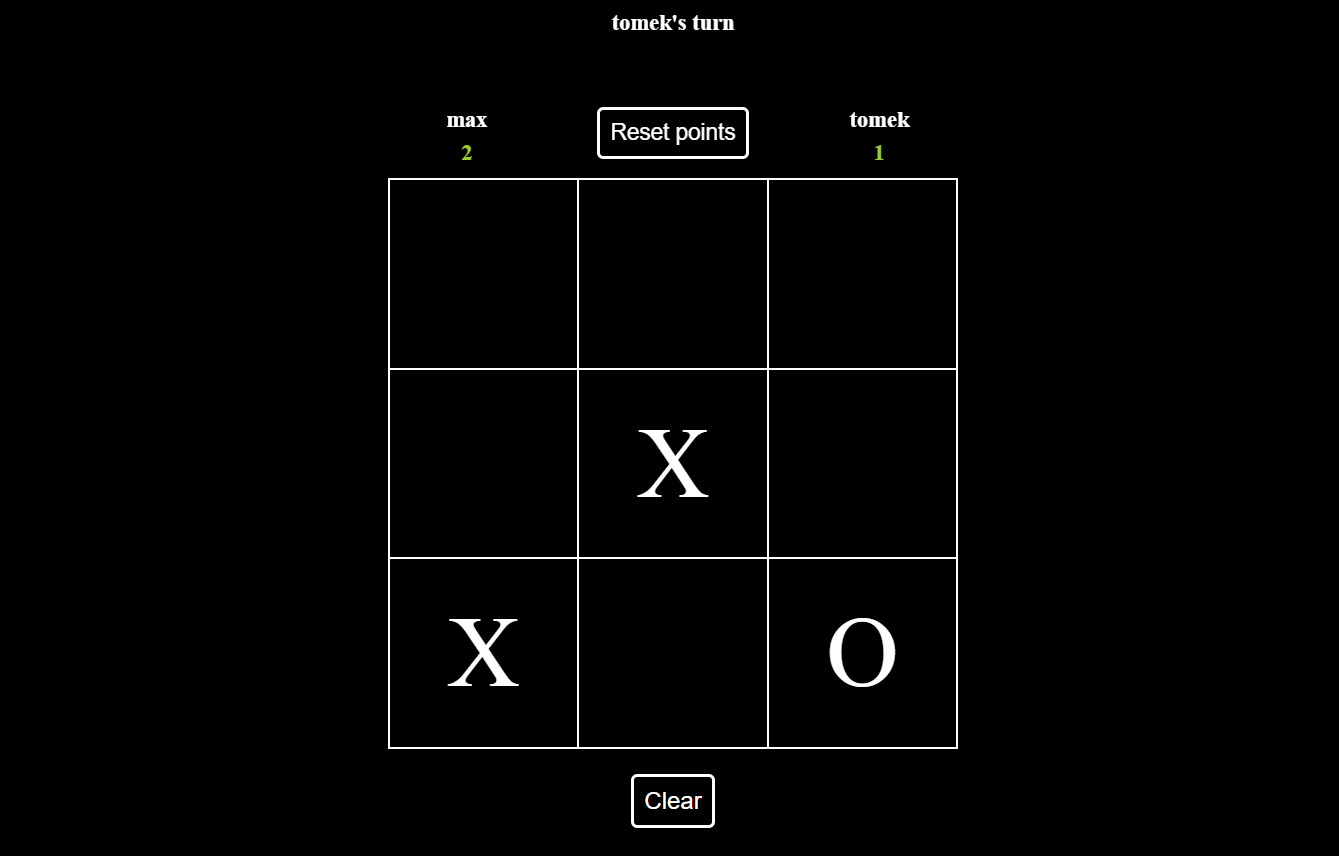 tomek's turn
max
Reset points
tomek
2
1
X
X
O
Clear